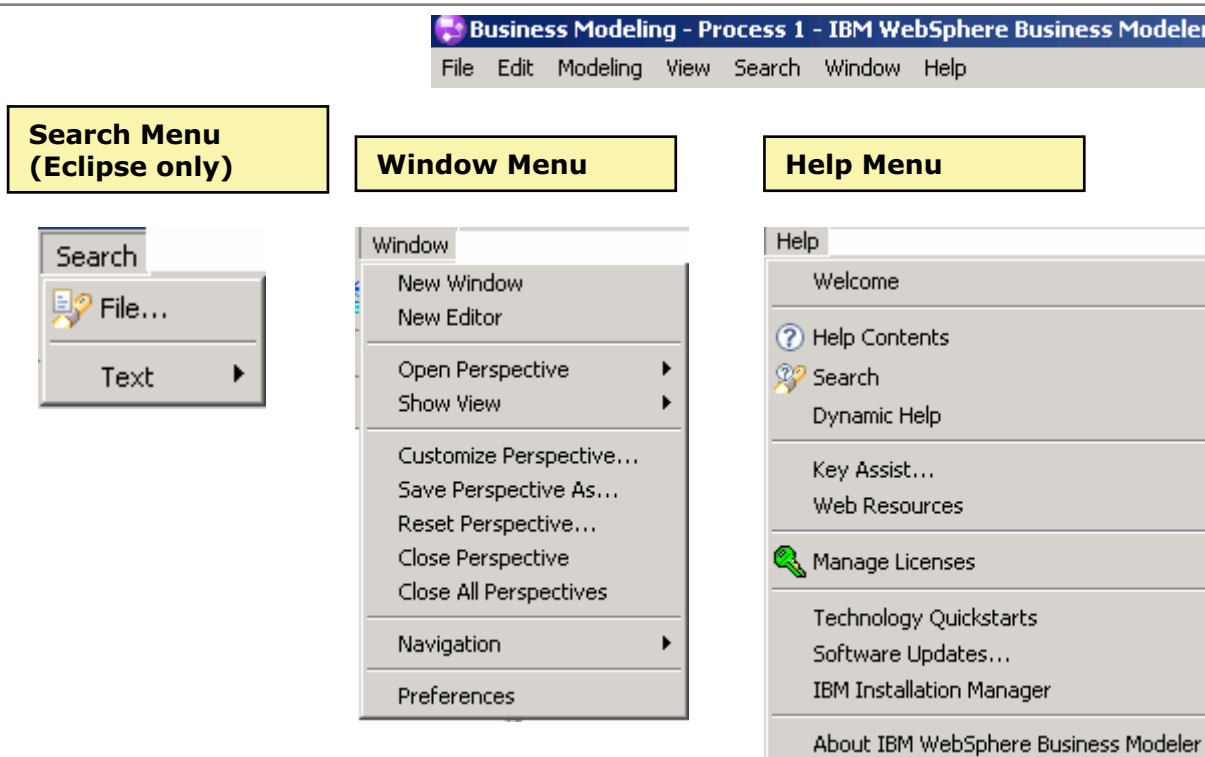 Business Modeling - Process 1 - IBM WebSphere Business Modeler
File Edit Modeling View Search Window Help
Search Menu
(Eclipse only)
Window Menu
Help Menu
Search
File...
Text
Window
New Window
New Editor
Open Perspective
Show View
Customize Perspective...
Save Perspective As...
Reset Perspective...
Close Perspective
Close All Perspectives
Navigation
Preferences
Help
Welcome
Help Contents
Search
Dynamic Help
Key Assist...
Web Resources
Manage Licenses
Technology Quickstarts
Software Updates...
IBM Installation Manager
About IBM WebSphere Business Modeler